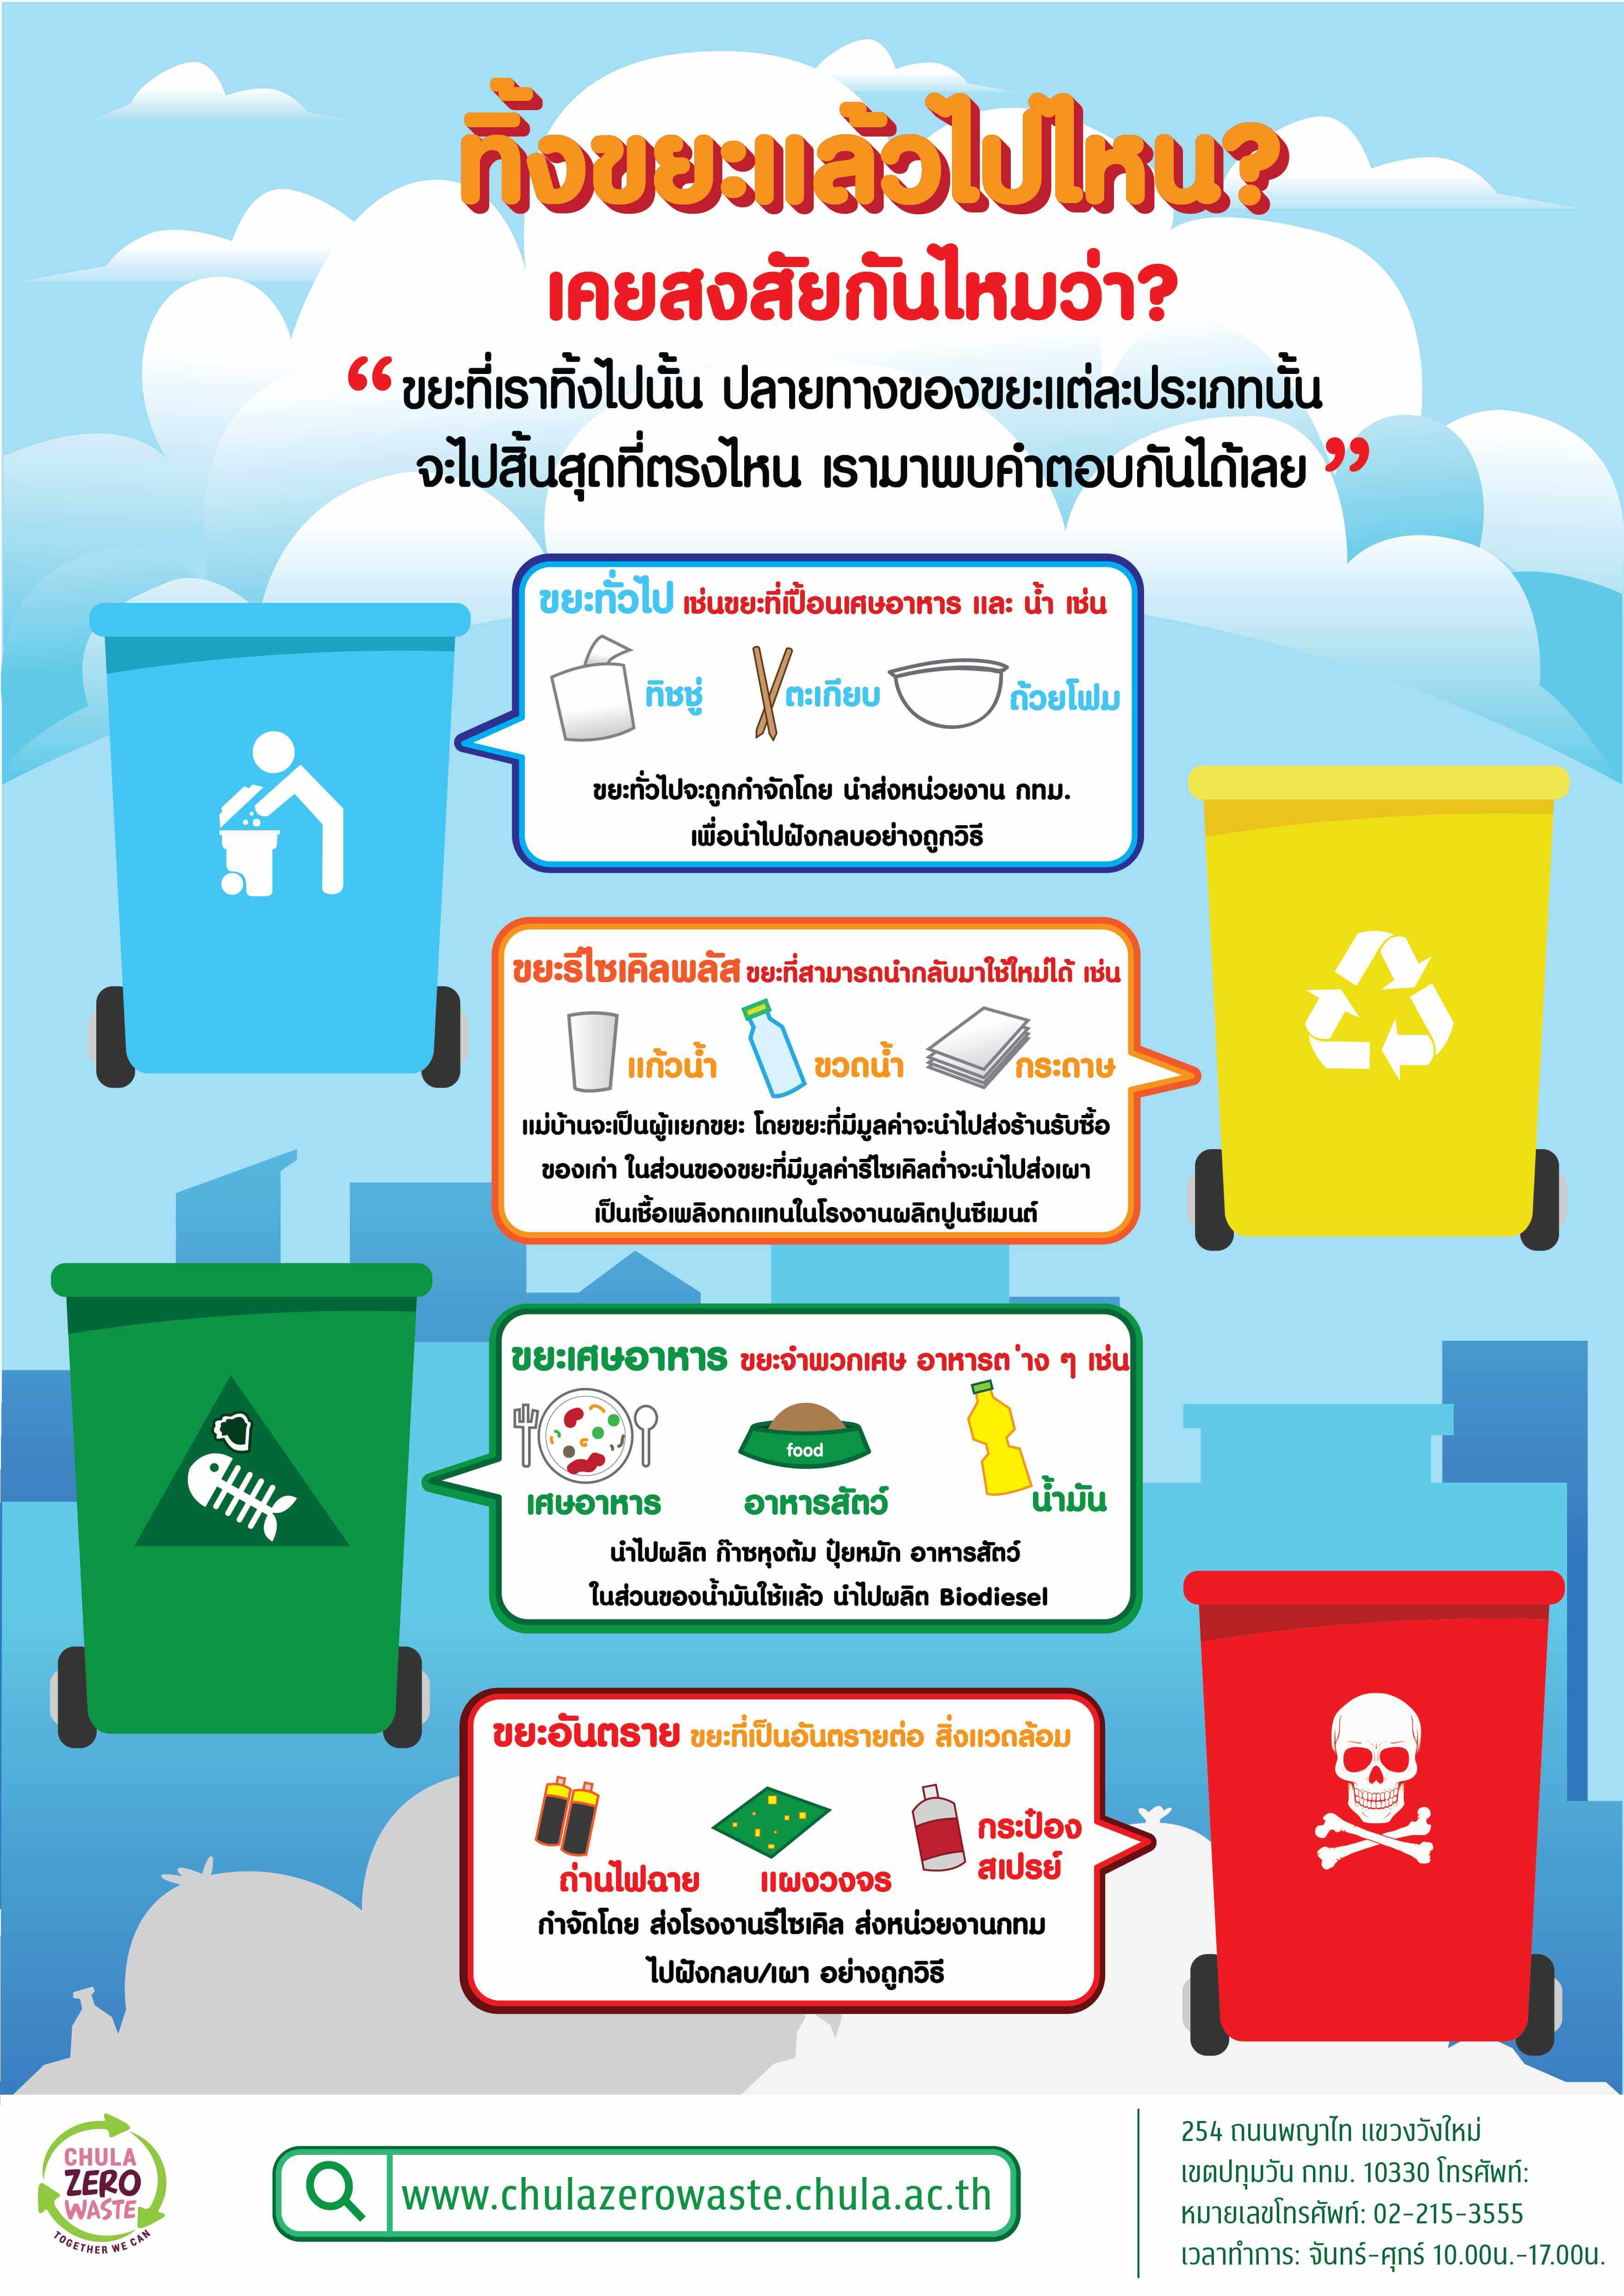 ทิ้งขยะแล้วไปไหน?
เคยสงสัยกันไหมว่า?
“ ขยะที่เราทิ้งไปนั้น ปลายทางของขยะแต่ละประเภทนั้น
จะไปสิ้นสุดที่ตรงไหน เรามาพบคำตอบกันได้เลย ”
ขยะทั่วไป เช่นขยะที่เปื้อนเศษอาหาร และ น้ำ เช่น
ทิชชู่ ตะเกียบ ถ้วยโฟม
ขยะทั่วไปจะถูกกำจัดโดย นำส่งหน่วยงาน กทม.
เพื่อนำไปฝังกลบอย่างถูกวิธี
ขยะรีไซเคิลพลัส ขยะที่สามารถนำกลับมาใช้ใหม่ได้ เช่น
แก้วน้ำ ขวดน้ำ กระดาษ
แม่บ้านจะเป็นผู้แยกขยะ โดยขยะที่มีมูลค่าจะนำไปส่งร้านรับซื้อ
ของเก่า ในส่วนของขยะที่มีมูลค่ารีไซเคิลต่ำจะนำไปส่งเผา
เป็นเชื้อเพลิงทดแทนในโรงงานผลิตปูนซีเมนต์
ขยะเศษอาหาร ขยะจำพวกเศษ อาหารต ่าง ๆ เช่น
food
เศษอาหาร อาหารสัตว์ น้ำมัน
นำไปผลิต ก๊าซหุงต้ม ปุ๋ยหมัก อาหารสัตว์
ในส่วนของน้ำมันใช้แล้ว นำไปผลิต Biodiesel
ขยะอันตราย ขยะที่เป็นอันตรายต่อ สิ่งแวดล้อม
ถ่านไฟฉาย แผงวงจร
กระป๋อง
สเปรย์
กำจัดโดย ส่งโรงงานรีไซเคิล ส่งหน่วยงานกทม
ไปฝังกลบ/เผา อย่างถูกวิธี
CHULA
ZERO
WASTE
TOGETHER WE CAN
www.chulazerowaste.chula.ac.th
254 ถนนพญาไท แขวงวังใหม่
เขตปทุมวัน กทม. 10330 โทรศัพท์:
หมายเลขโทรศัพท์: 02-215-3555
เวลาทำการ: จันทร์-ศุกร์ 10.00น.-17.00น.